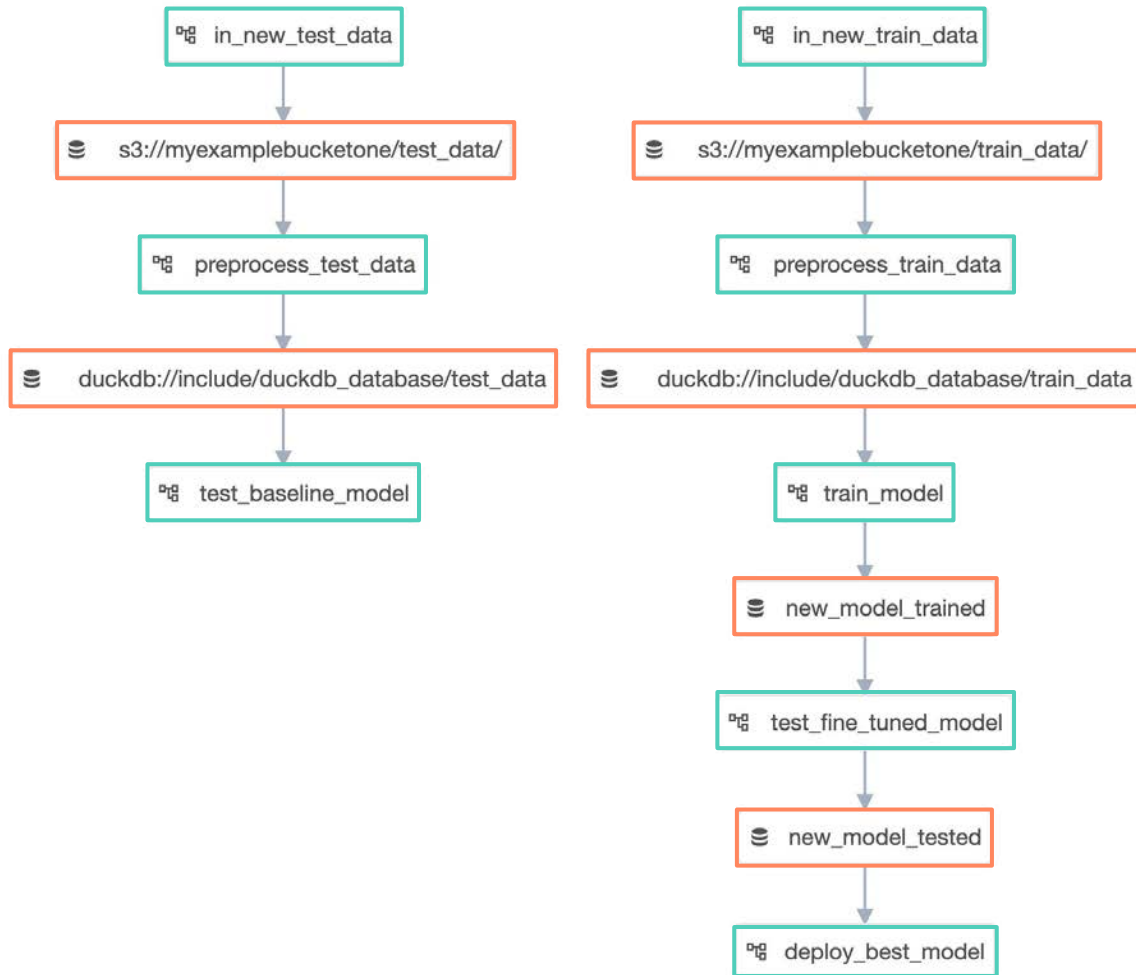 in_new_test_data
in_new_train_data
s3://myexamplebucketone/test_data/
s3://myexamplebucketone/train_data/
preprocess_test_data
preprocess_train_data
duckdb://include/duckdb_database/test_data
duckdb://include/duckdb_database/train_data
test_baseline_model
train_model
new_model_trained
test_fine_tuned_model
new_model_tested
deploy_best_model